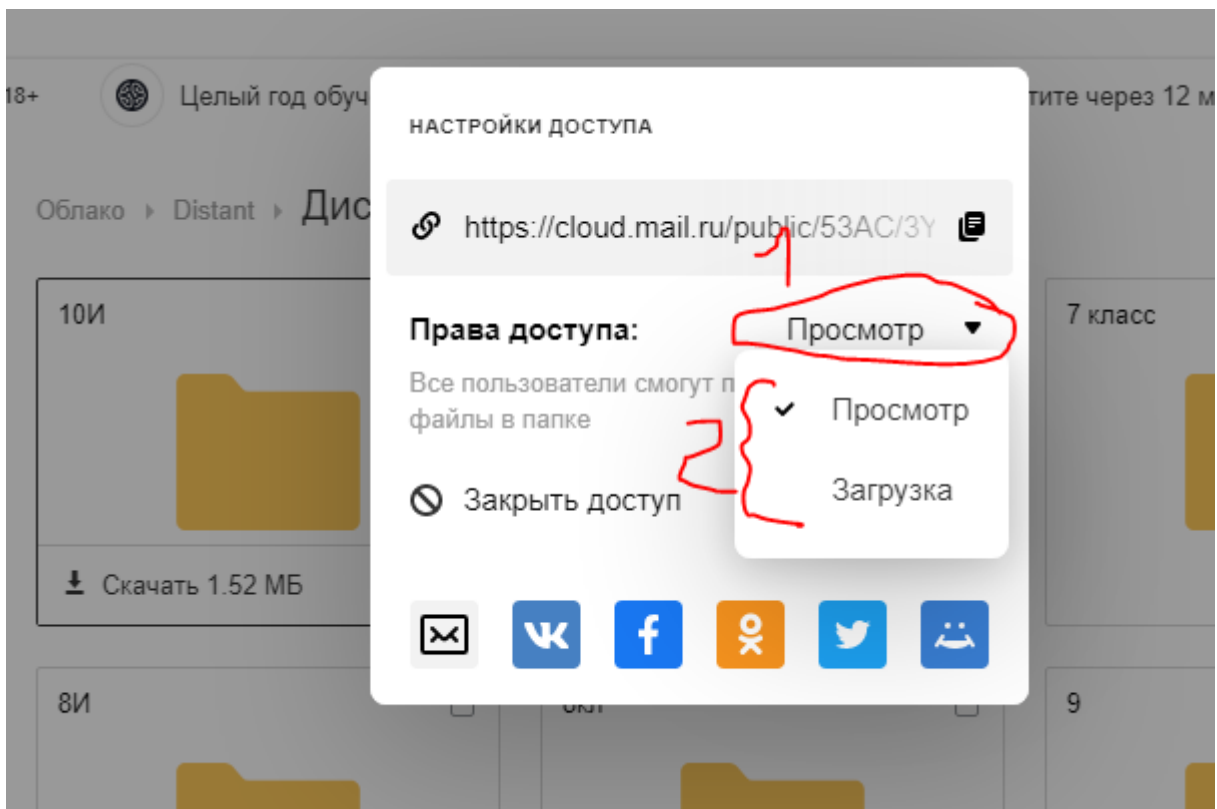 18+
Целый год обуч
тите через 12 м
НАСТРОЙКИ ДОСТУПА
Облако
Distant
Дис
https://cloud.mail.ru/public/53AC/3Y
1
10И
7 класс
Права доступа:
Просмотр
Все пользователи смогут п
файлы в папке
2
Просмотр
Загрузка
Закрыть доступ
Скачать 1.52 МБ
8И
9